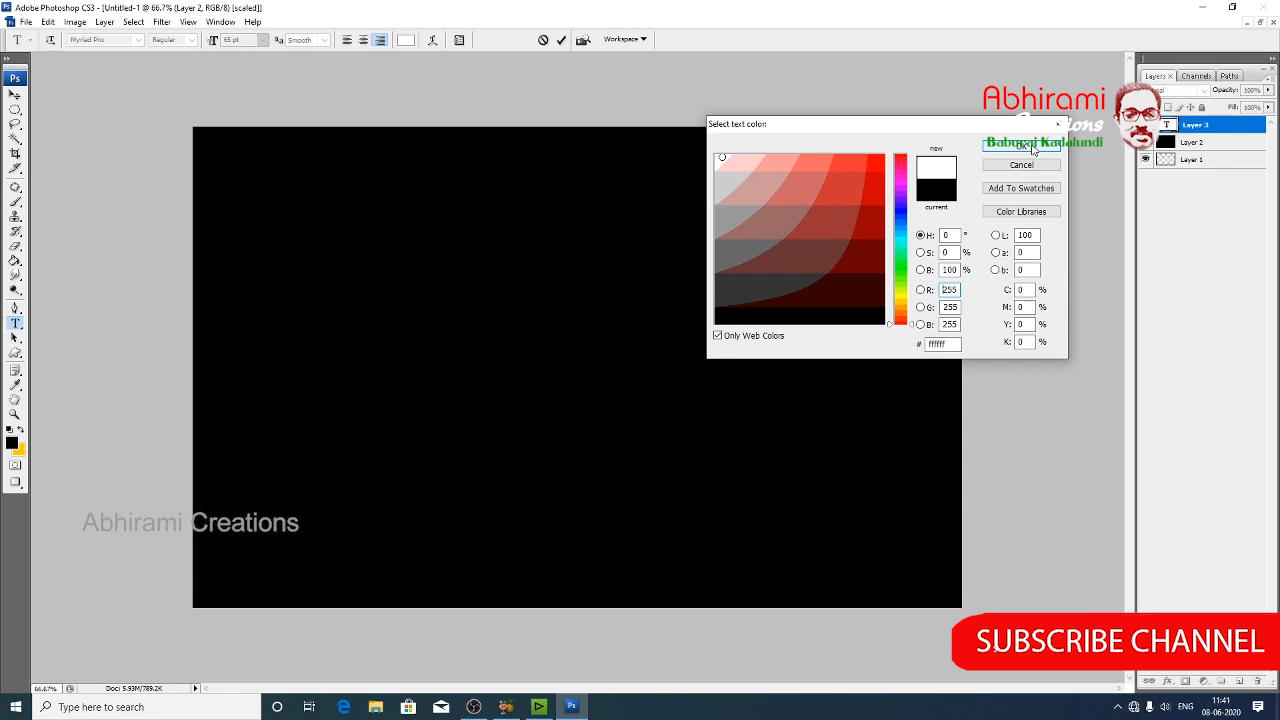 Adobe Photoshop CS3 - [Untitled-1 @ 66.7% (Layer 2, RGB/8) [scaled]]
File Edit Image Layer Select Filter View Window Help
T Myriad Pro Regular 65 pt aa Smooth Workspace
Ps
Layers Channels Paths
Opacity: 100%
Fill: 100%
T Layer 3
Layer 2
Layer 1
Abhirami
Creations
Baburaj Kadalundi
Select text color:
new
current
OK
Cancel
Add To Swatches
Color Libraries
H: 0 ° L: 100
S: 0 % a: 0
B: 100 % b: 0
R: 255 C: 0 %
G: 255 M: 0 %
B: 255 Y: 0 %
# ffffff K: 0 %
Only Web Colors
Abhirami Creations
SUBSCRIBE CHANNEL
66.67% Doc: 5.93M/789.2K
Type here to search
ENG
11:41
08-06-2020